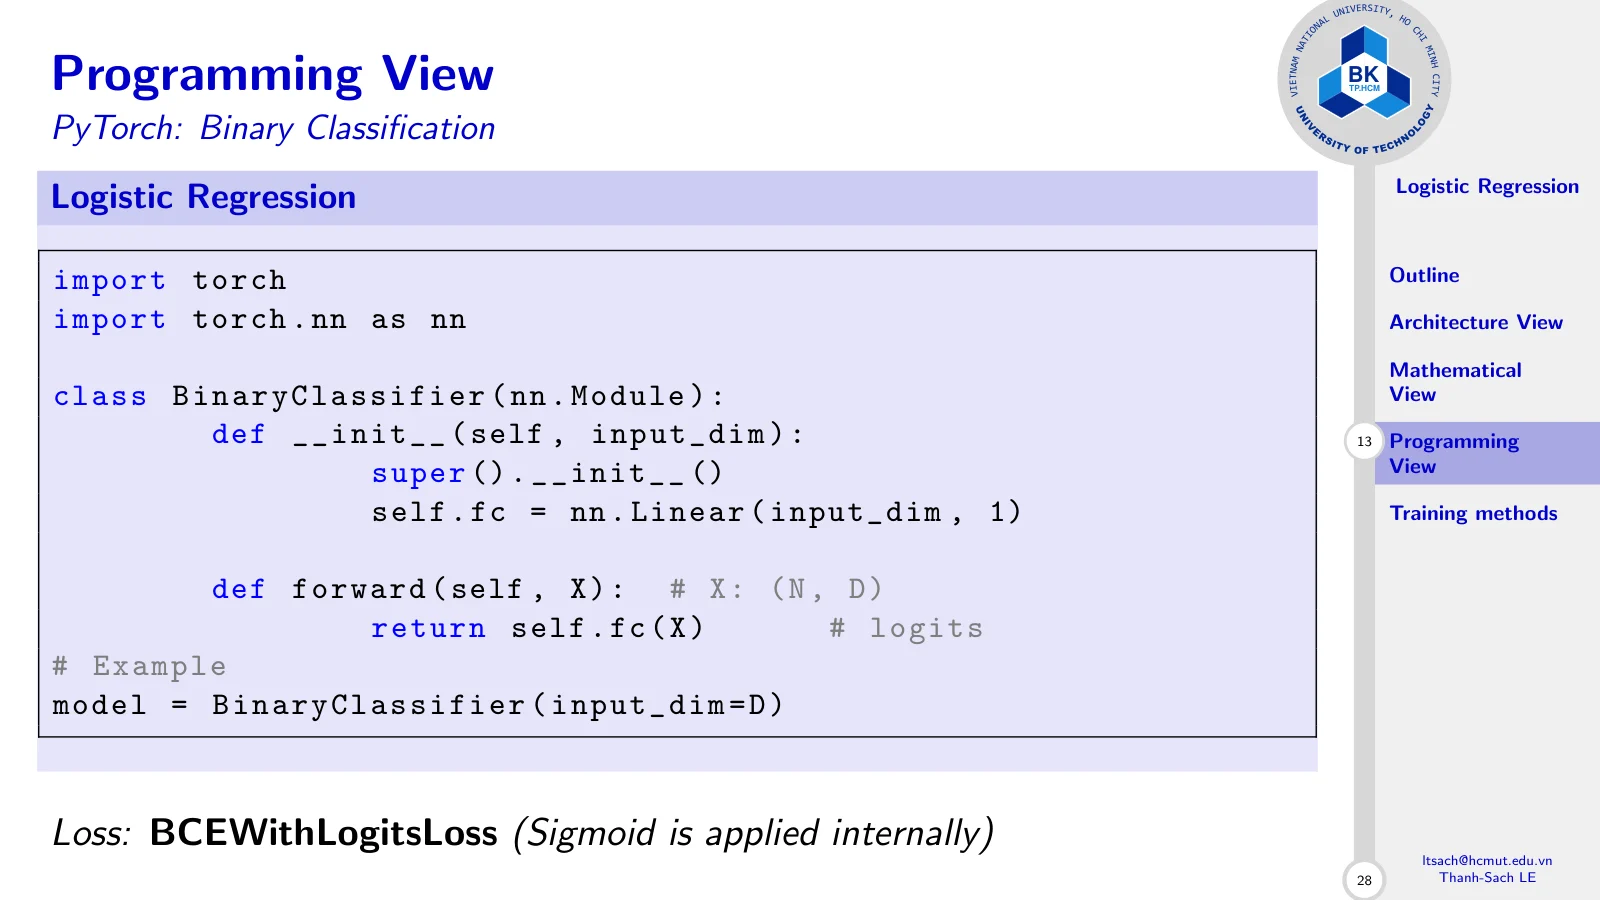 Programming View
PyTorch: Binary Classification
Logistic Regression
import torch
import torch.nn as nn
class BinaryClassifier(nn.Module):
def __init__(self, input_dim):
super().__init__()
self.fc = nn.Linear(input_dim, 1)
def forward(self, X): # X: (N, D)
return self.fc(X) # logits
# Example
model = BinaryClassifier(input_dim=D)
Loss: BCEWithLogitsLoss (Sigmoid is applied internally)
VIETNAM NATIONAL UNIVERSITY, HO CHI MINH CITY
BK
TP.HCM
UNIVERSITY OF TECHNOLOGY
Logistic Regression
Outline
Architecture View
Mathematical
View
13
Programming
View
Training methods
ltsach@hcmut.edu.vn
Thanh-Sach LE
28